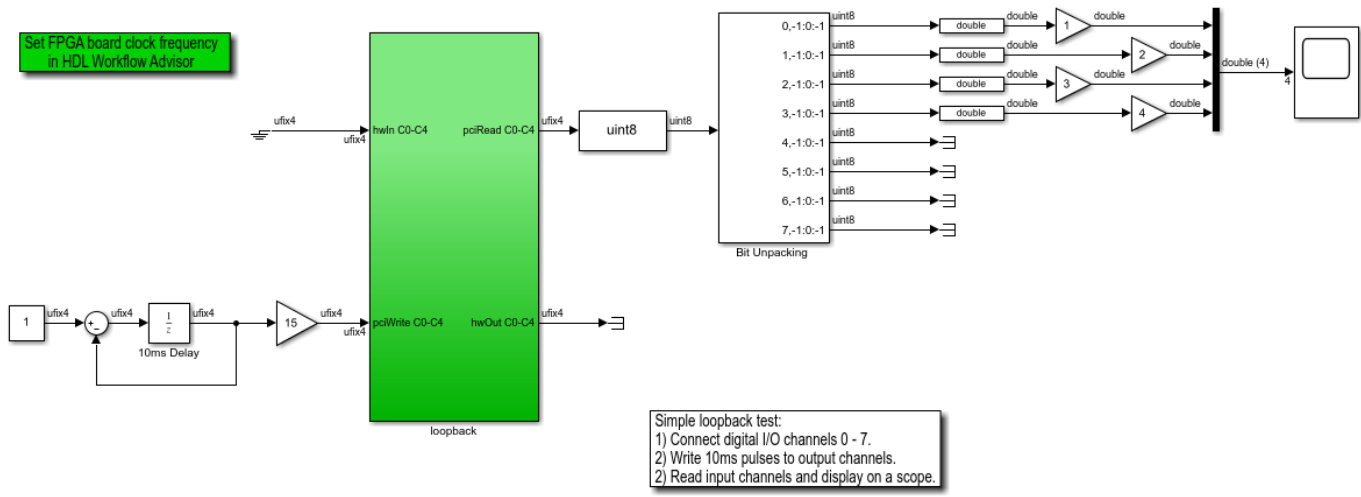 Set FPGA board clock frequency
in HDL Workflow Advisor
ufix4
hwIn C0-C4
ufix4
pciRead C0-C4
ufix4
uint8
uint8
0,-1:0:-1
uint8
double
double
1
double
1,-1:0:-1
uint8
double
double
2
double
2,-1:0:-1
uint8
double
double
3
double
3,-1:0:-1
uint8
double
double
4
double
4,-1:0:-1
uint8
5,-1:0:-1
uint8
6,-1:0:-1
uint8
7,-1:0:-1
uint8
Bit Unpacking
double (4)
4
1
ufix4
+
−
ufix4
1
z
10ms Delay
ufix4
15
ufix4
ufix4
pciWrite C0-C4
hwOut C0-C4
ufix4
loopback
Simple loopback test:
1) Connect digital I/O channels 0 - 7.
2) Write 10ms pulses to output channels.
2) Read input channels and display on a scope.